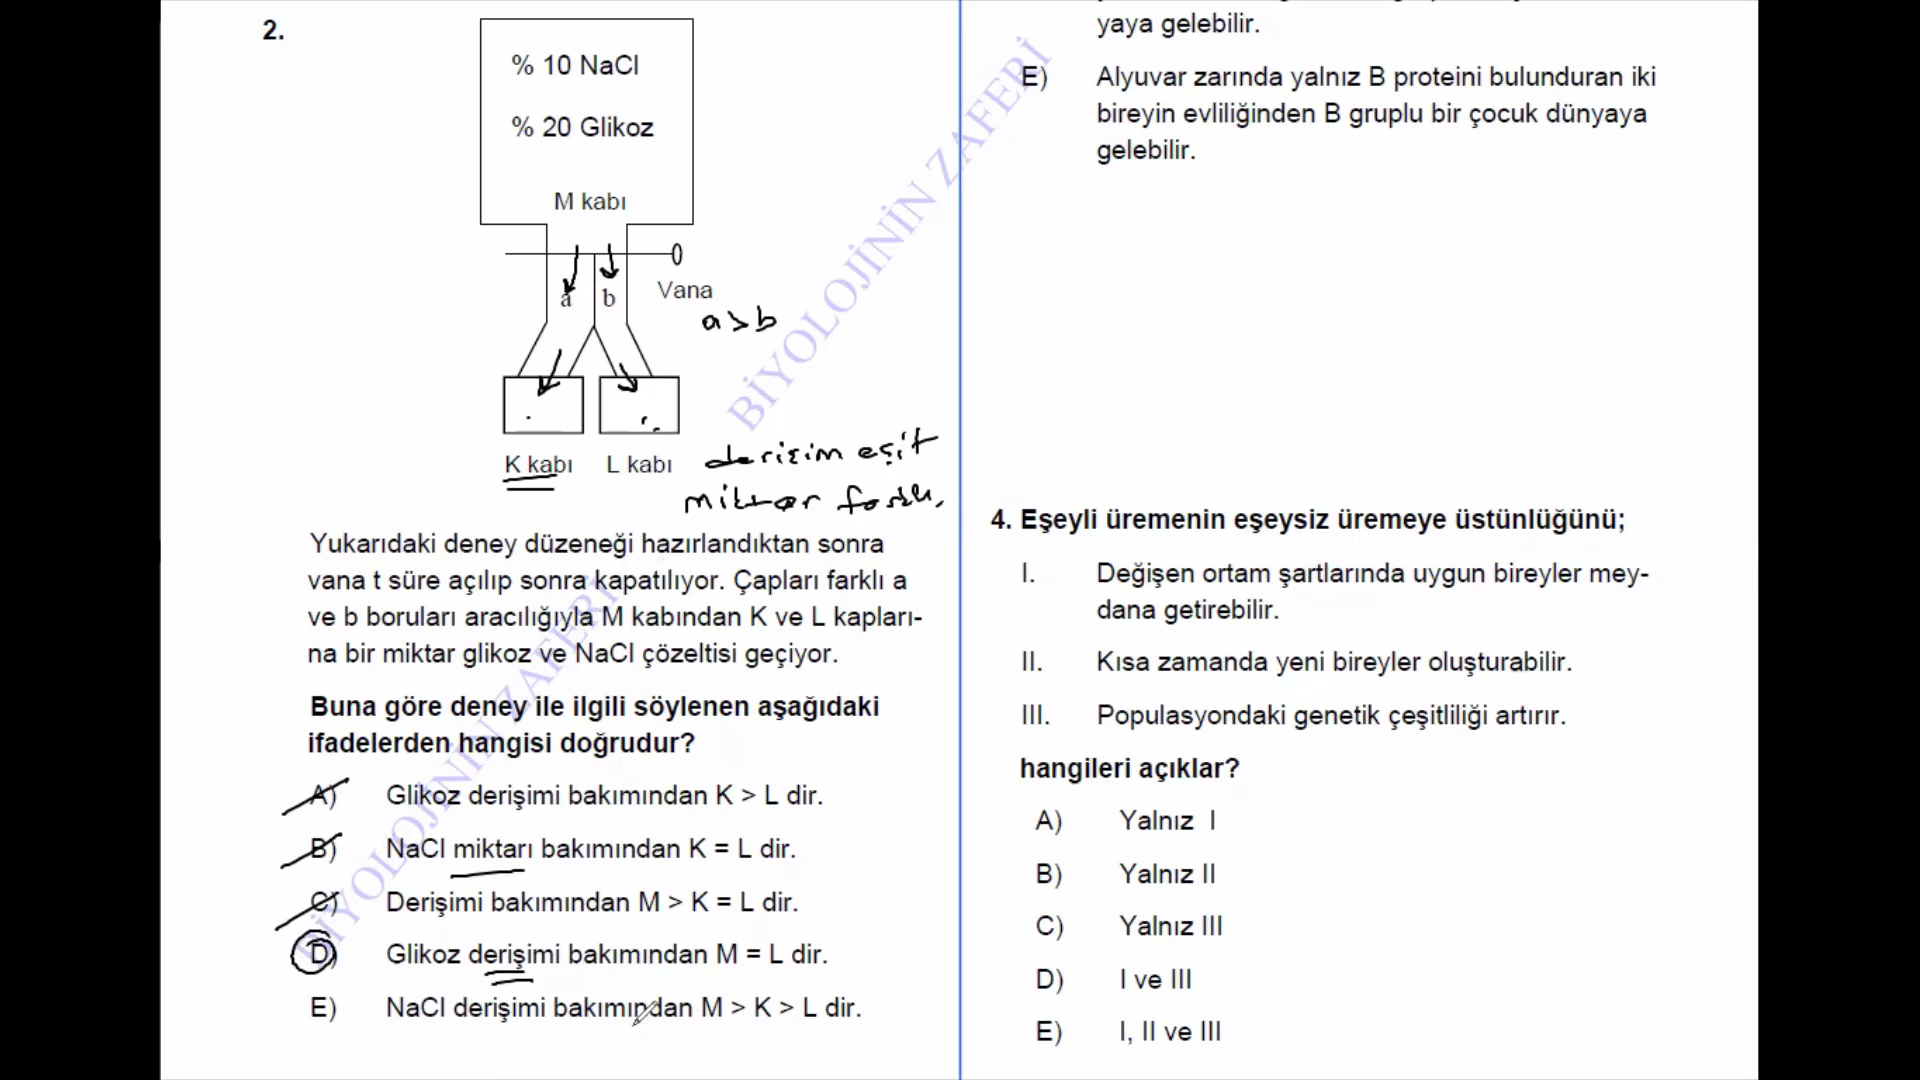 2.
% 10 NaCl
% 20 Glikoz
M kabı
a
b
Vana
a > b
K kabı
L kabı
derişim eşit
miktar farklı.
Yukarıdaki deney düzeneği hazırlandıktan sonra
vana t süre açılıp sonra kapatılıyor. Çapları farklı a
ve b boruları aracılığıyla M kabından K ve L kapları-
na bir miktar glikoz ve NaCl çözeltisi geçiyor.
Buna göre deney ile ilgili söylenen aşağıdaki
ifadelerden hangisi doğrudur?
A) Glikoz derişimi bakımından K > L dir.
B) NaCl miktarı bakımından K = L dir.
C) Derişimi bakımından M > K = L dir.
D) Glikoz derişimi bakımından M = L dir.
E) NaCl derişimi bakımından M > K > L dir.
BİYOLOJİNİN ZAFERİ
BİYOLOJİNİN ZAFERİ
yaya gelebilir.
E) Alyuvar zarında yalnız B proteini bulunduran iki
bireyin evliliğinden B gruplu bir çocuk dünyaya
gelebilir.
4. Eşeyli üremenin eşeysiz üremeye üstünlüğünü;
I. Değişen ortam şartlarında uygun bireyler mey-
dana getirebilir.
II. Kısa zamanda yeni bireyler oluşturabilir.
III. Populasyondaki genetik çeşitliliği artırır.
hangileri açıklar?
A) Yalnız I
B) Yalnız II
C) Yalnız III
D) I ve III
E) I, II ve III